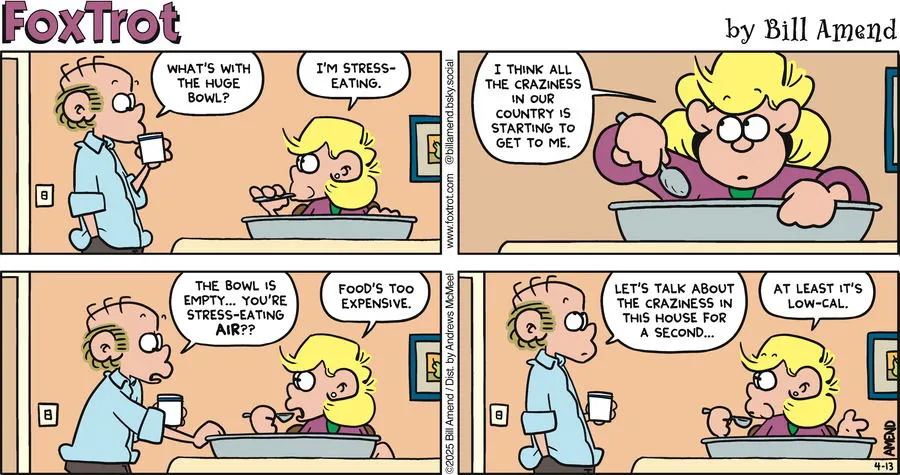 FoxTrot
by Bill Amend
WHAT'S WITH
THE HUGE
BOWL?
I'M STRESS-
EATING.
www.foxtrot.com @billamend.bsky.social
I THINK ALL
THE CRAZINESS
IN OUR
COUNTRY IS
STARTING TO
GET TO ME.
THE BOWL IS
EMPTY... YOU'RE
STRESS-EATING
AIR??
FOOD'S TOO
EXPENSIVE.
©2025 Bill Amend / Dist. by Andrews McMeel
LET'S TALK ABOUT
THE CRAZINESS IN
THIS HOUSE FOR
A SECOND...
AT LEAST IT'S
LOW-CAL.
AMEND
4-13